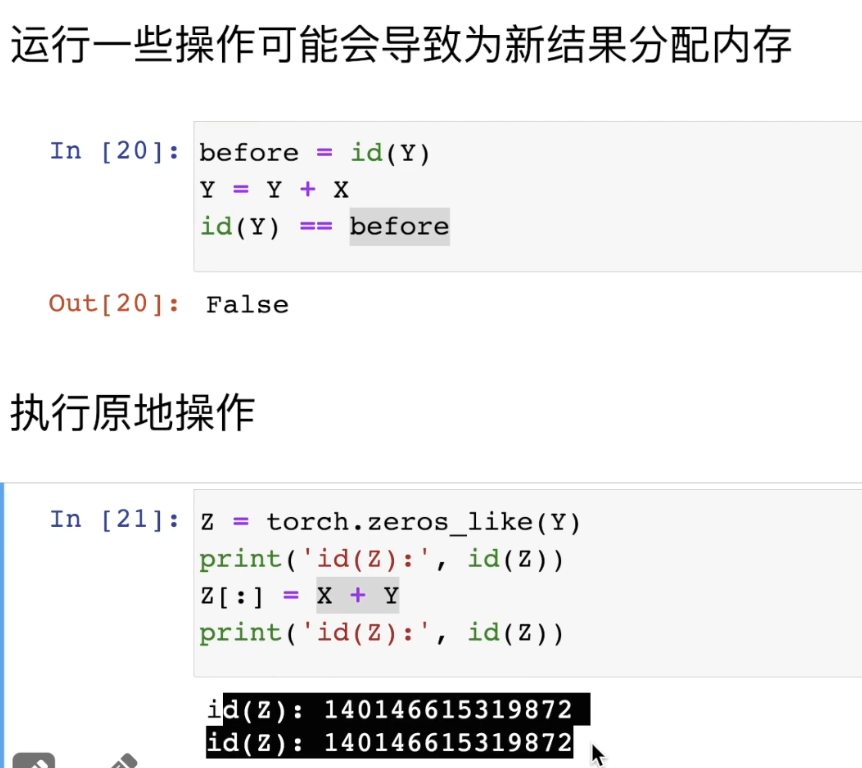 运行一些操作可能会导致为新结果分配内存
In [20]: before = id(Y)
Y = Y + X
id(Y) == before
Out[20]: False
执行原地操作
In [21]: Z = torch.zeros_like(Y)
print('id(Z):', id(Z))
Z[:] = X + Y
print('id(Z):', id(Z))
id(Z): 140146615319872
id(Z): 140146615319872